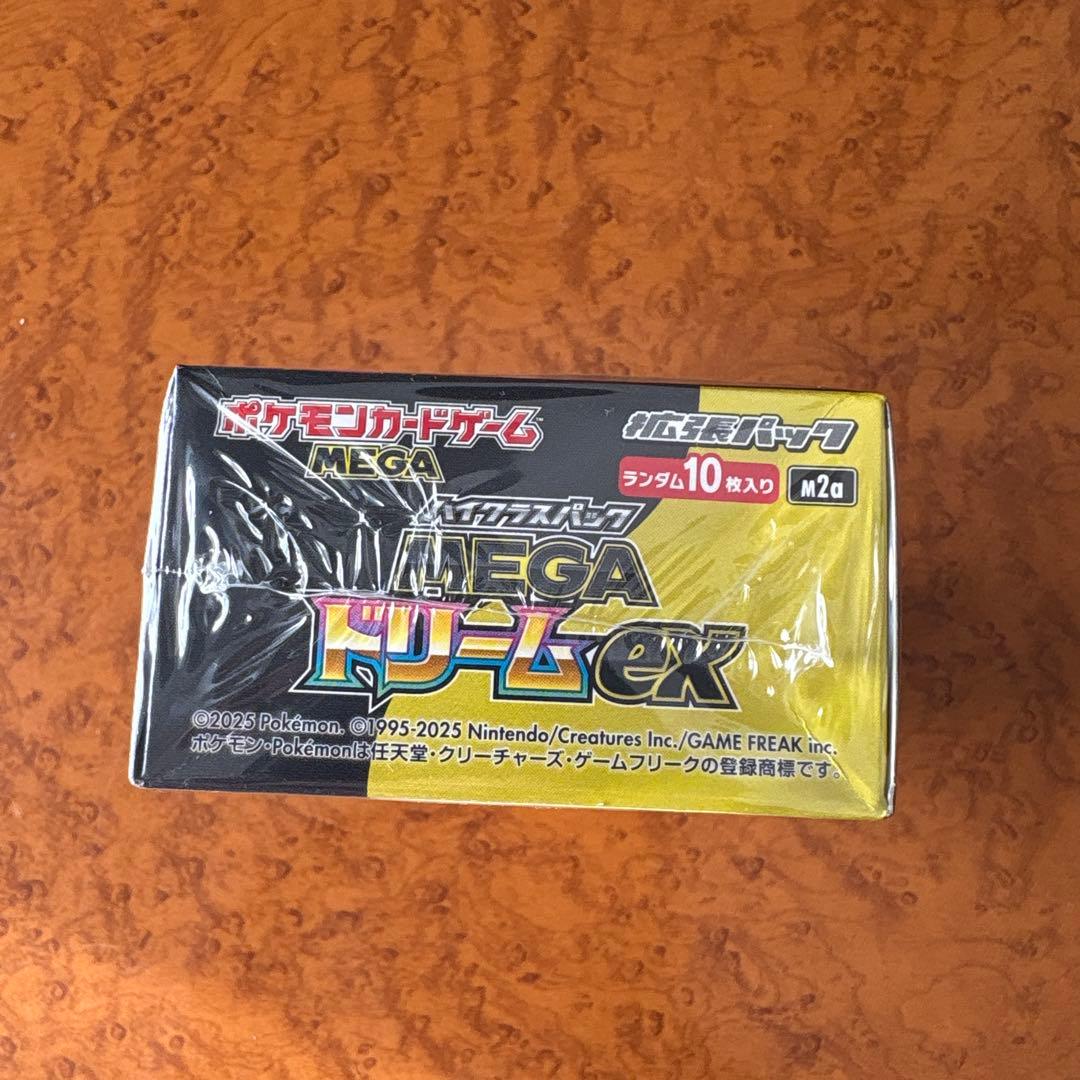 ポケモンカードゲーム™
MEGA
拡張パック
ランダム10枚入り
M2a
ハイクラスパック
MEGA
ドリームex
©2025 Pokémon. ©1995-2025 Nintendo/Creatures Inc./GAME FREAK inc.
ポケモン・Pokémonは任天堂・クリーチャーズ・ゲームフリークの登録商標です。